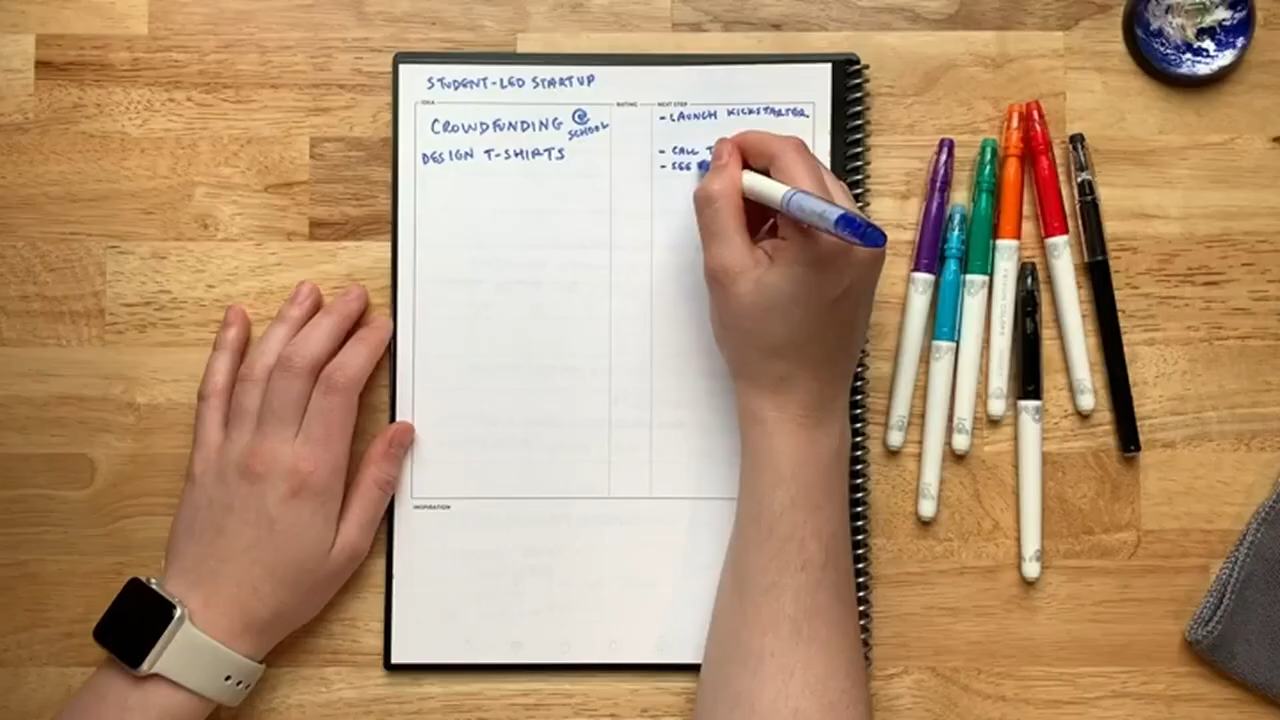 STUDENT-LED STARTUP
IDEA RATING NEXT STEP
CROWDFUNDING @ SCHOOL
- LAUNCH KICKSTARTER
DESIGN T-SHIRTS
- CALL
- SEE
INSPIRATION